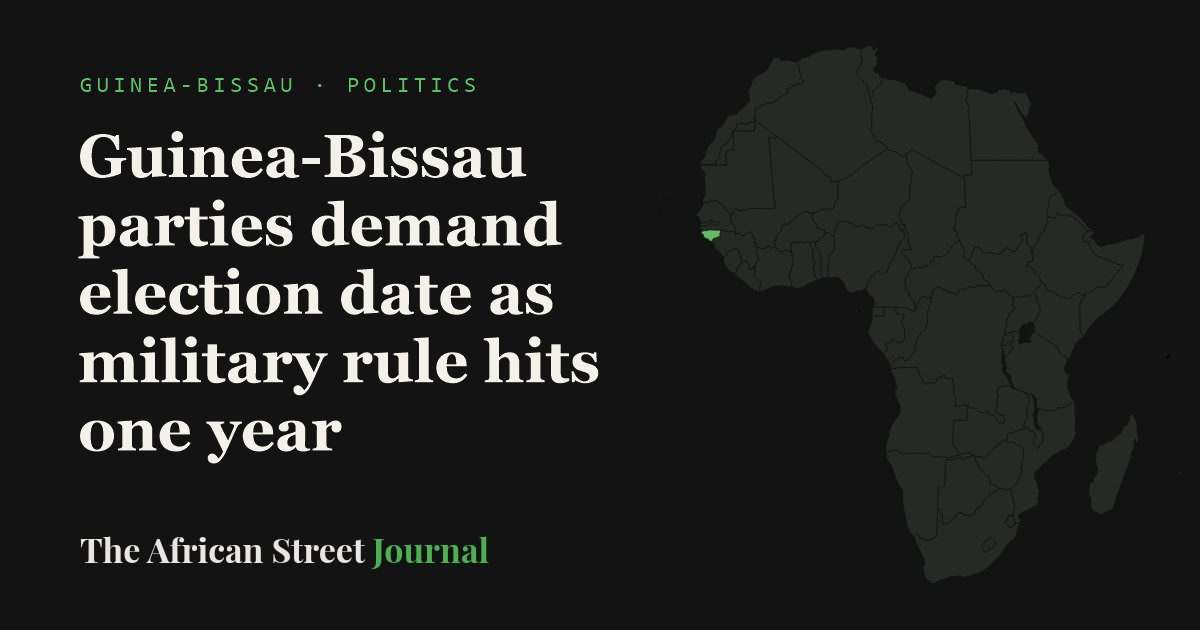 GUINEA-BISSAU · POLITICS
Guinea-Bissau
parties demand
election date as
military rule hits
one year
The African Street Journal